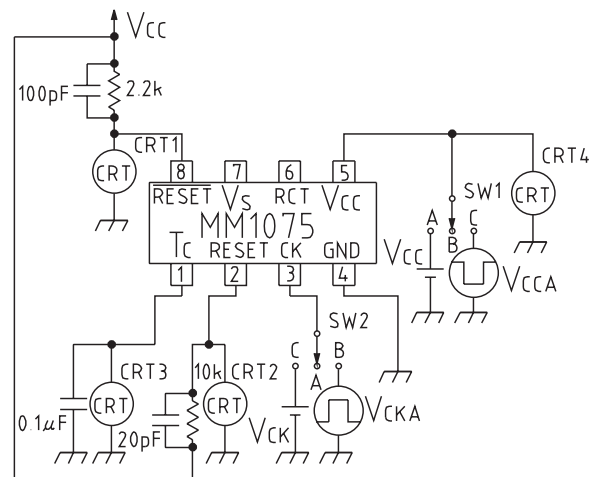 VCC
100pF
2.2k
CRT1
CRT
8
7
6
5
RESET
VS
RCT
VCC
MM1075
TC
RESET
CK
GND
1
2
3
4
CRT4
CRT
SW1
A
B
C
VCC
VCCA
SW2
C
A
B
CRT3
CRT
0.1μF
10k
CRT2
CRT
20pF
VCK
VCKA